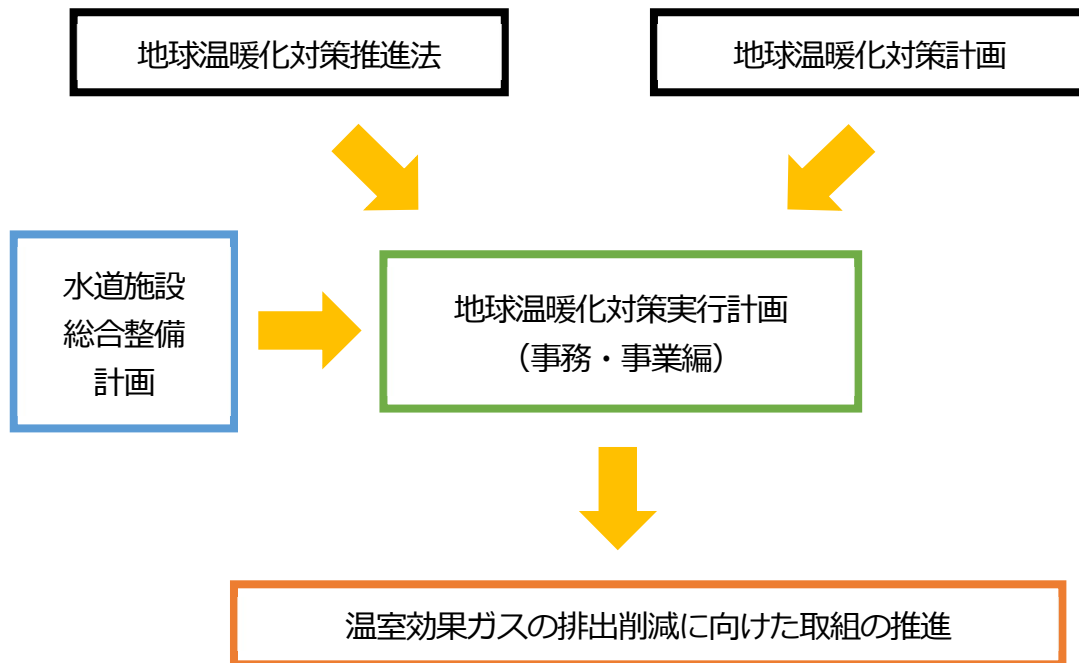 地球温暖化対策推進法
地球温暖化対策計画
水道施設
総合整備
計画
地球温暖化対策実行計画
（事務・事業編）
温室効果ガスの排出削減に向けた取組の推進